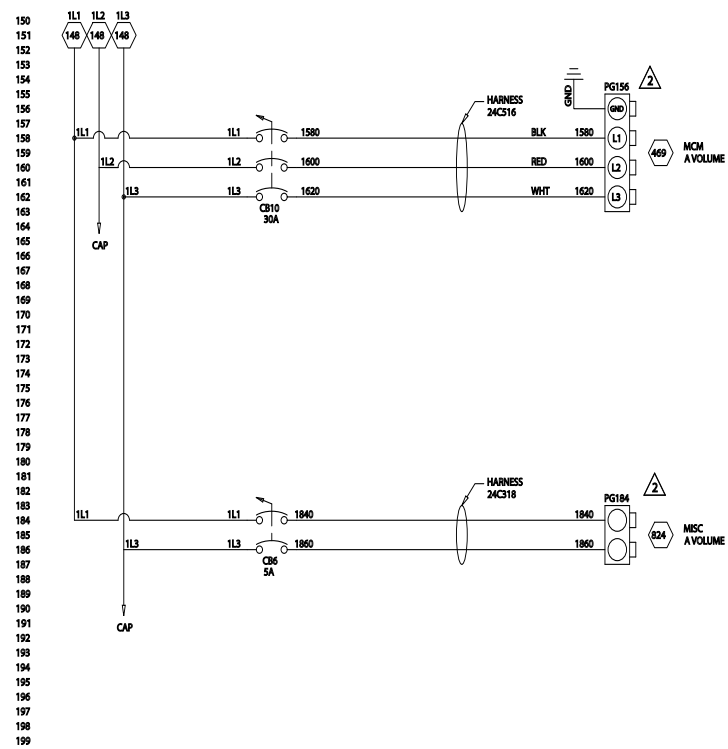 150 1L1 1L2 1L3
151 148 148 148
152
153
154 2
155 PG156
156 HARNESS 24C516 GND GND
157
158 1L1 1L1 1580 BLK 1580 L1
159 469 MCM A VOLUME
160 1L2 1L2 1600 RED 1600 L2
161
162 1L3 1L3 1620 WHT 1620 L3
163 CB10
164 30A
165 CAP
166
167
168
169
170
171
172
173
174
175
176
177
178
179
180
181
182 HARNESS 2
183 24C318 PG184
184 1L1 1L1 1840 1840
185 824 MISC A VOLUME
186 1L3 1L3 1860 1860
187 CB6
188 5A
189
190
191 CAP
192
193
194
195
196
197
198
199